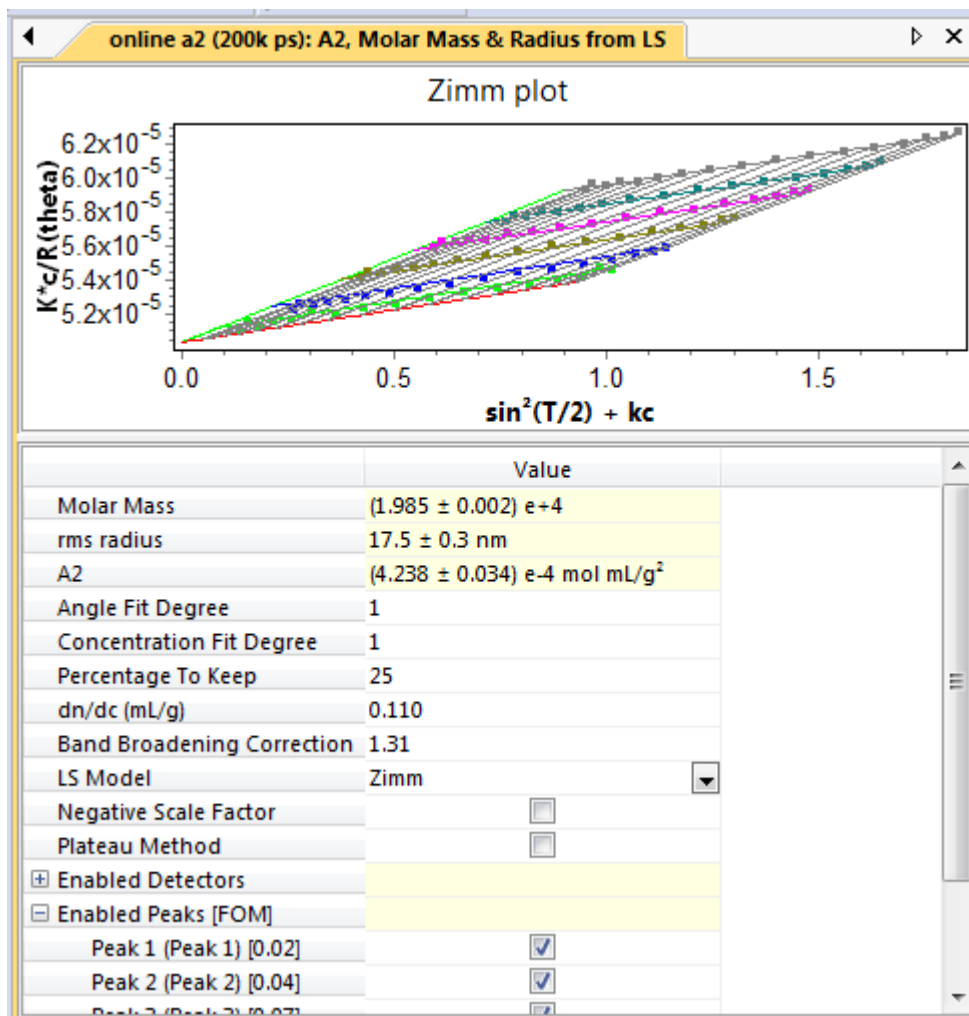 online a2 (200k ps): A2, Molar Mass & Radius from LS
Zimm plot
K*c/R (theta)
6.2x10⁻⁵
6.0x10⁻⁵
5.8x10⁻⁵
5.6x10⁻⁵
5.4x10⁻⁵
5.2x10⁻⁵
0.0 0.5 1.0 1.5
sin²(T/2) + kc
Value
Molar Mass (1.985 ± 0.002) e+4
rms radius 17.5 ± 0.3 nm
A2 (4.238 ± 0.034) e-4 mol mL/g²
Angle Fit Degree 1
Concentration Fit Degree 1
Percentage To Keep 25
dn/dc (mL/g) 0.110
Band Broadening Correction 1.31
LS Model Zimm
Negative Scale Factor
Plateau Method
Enabled Detectors
Enabled Peaks [FOM]
Peak 1 (Peak 1) [0.02]
Peak 2 (Peak 2) [0.04]